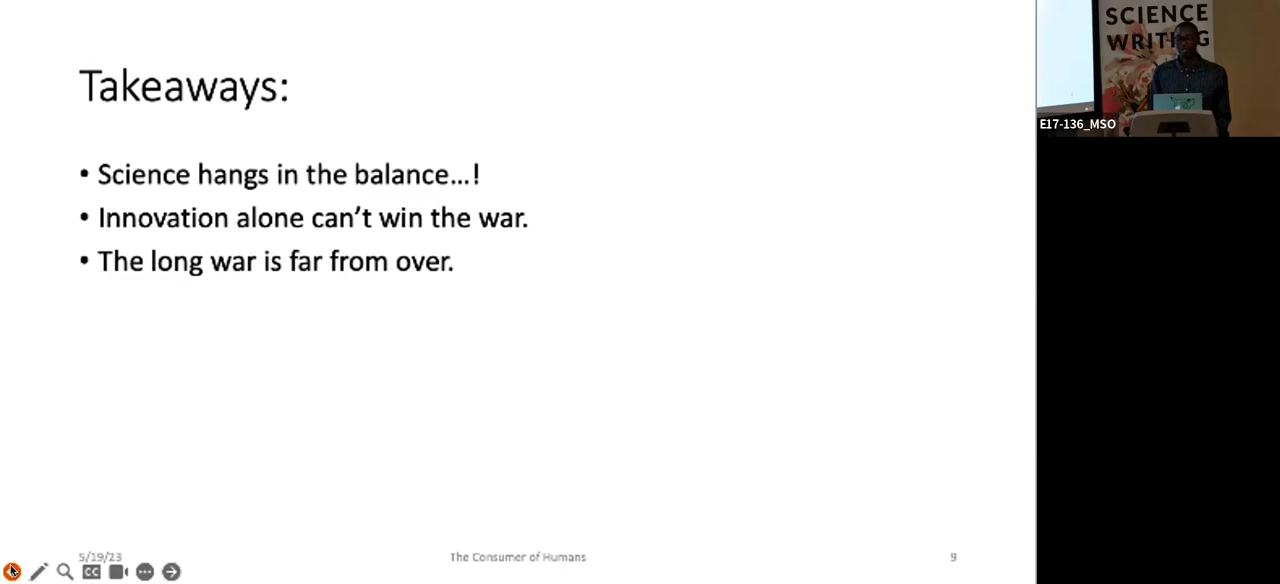 Takeaways:
• Science hangs in the balance...!
• Innovation alone can’t win the war.
• The long war is far from over.
5/19/23
The Consumer of Humans
9
CC
SCIENCE
WRITING
E17-136_MSO